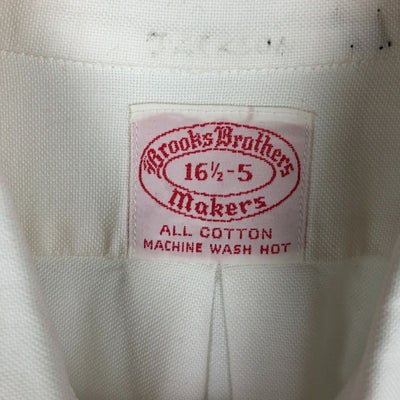 Brooks Brothers
16½-5
Makers
ALL COTTON
MACHINE WASH HOT